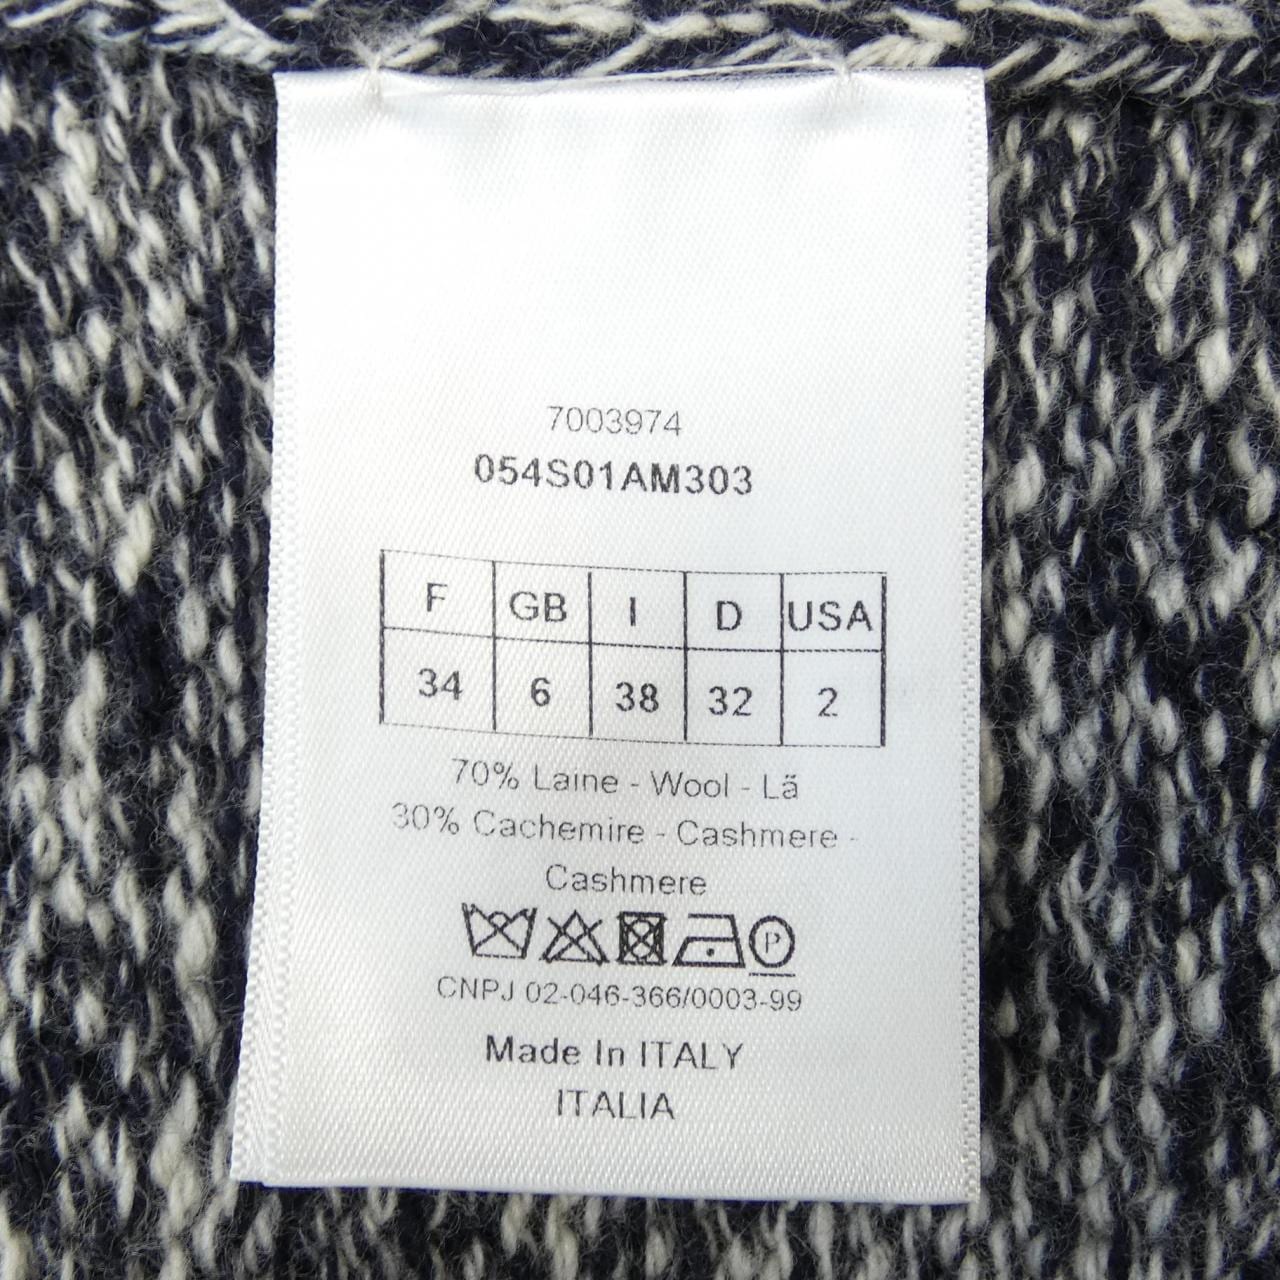 7003974
054S01AM303
F GB I D USA
34 6 38 32 2
70% Laine - Wool - Lä
30% Cachemire - Cashmere -
Cashmere
P
CNPJ 02-046-366/0003-99
Made In ITALY
ITALIA